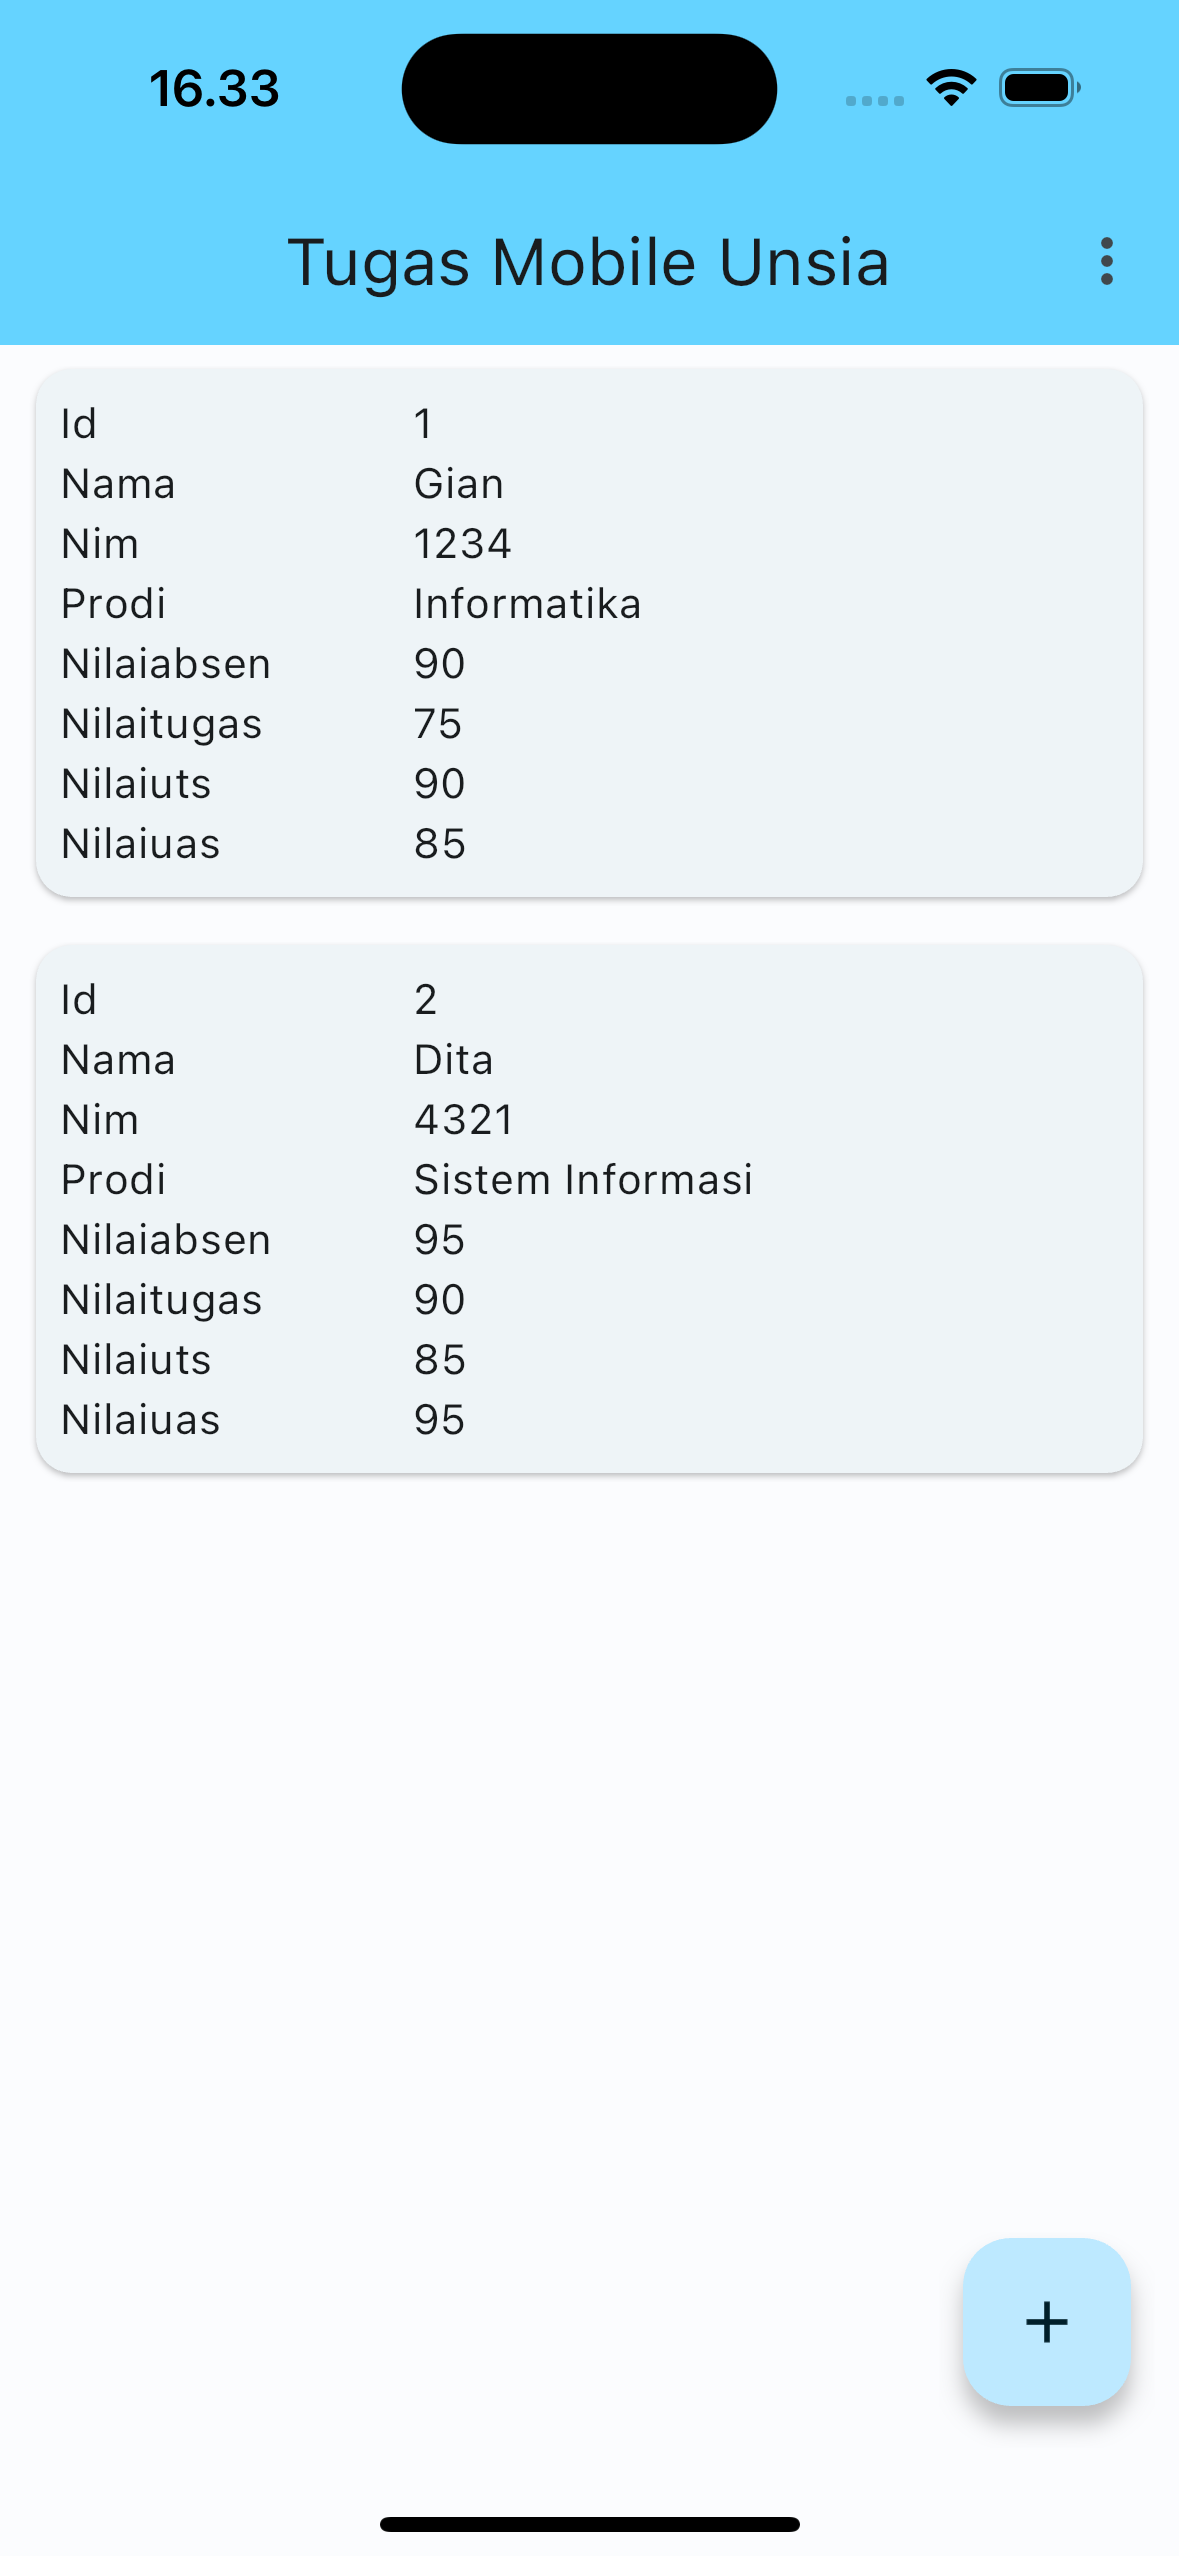 16.33
Tugas Mobile Unsia
Id 1
Nama Gian
Nim 1234
Prodi Informatika
Nilaiabsen 90
Nilaitugas 75
Nilaiuts 90
Nilaiuas 85
Id 2
Nama Dita
Nim 4321
Prodi Sistem Informasi
Nilaiabsen 95
Nilaitugas 90
Nilaiuts 85
Nilaiuas 95